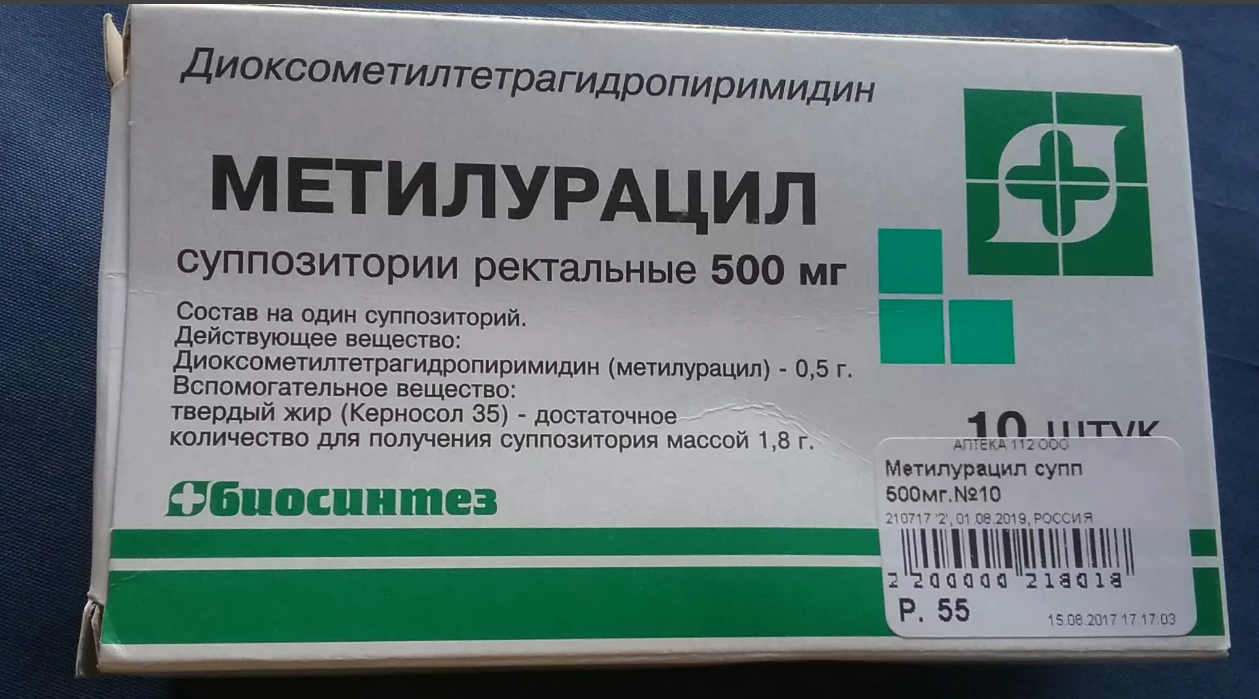 Диоксометилтетрагидропиримидин
МЕТИЛУРАЦИЛ
суппозитории ректальные 500 мг
Состав на один суппозиторий.
Действующее вещество:
Диоксометилтетрагидропиримидин (метилурацил) - 0,5 г.
Вспомогательное вещество:
твердый жир (Керносол 35) - достаточное
количество для получения суппозитория массой 1,8 г.
10 штук
биосинтез
АПТЕКА 112 ООО
Метилурацил супп
500мг.№10
210717 '2', 01.08.2019, РОССИЯ
2 200000 218018
Р. 55
15.08.2017 17:17:03